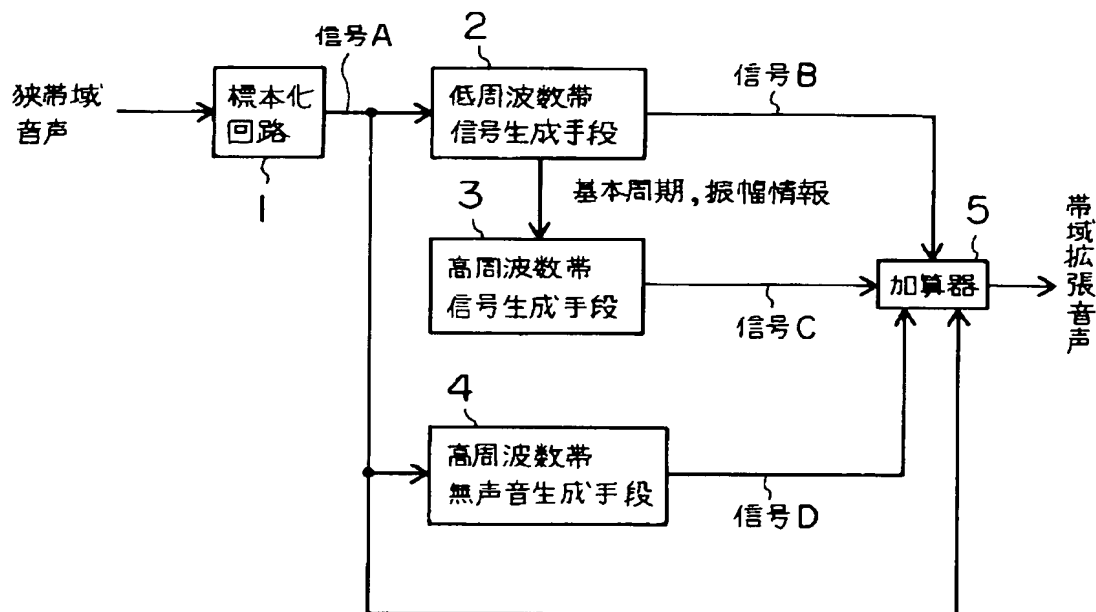 狭帯域
音声
標本化
回路
1
信号A
2
低周波数帯
信号生成手段
信号B
基本周期,振幅情報
3
高周波数帯
信号生成手段
信号C
5
加算器
帯域拡張音声
4
高周波数帯
無声音生成手段
信号D